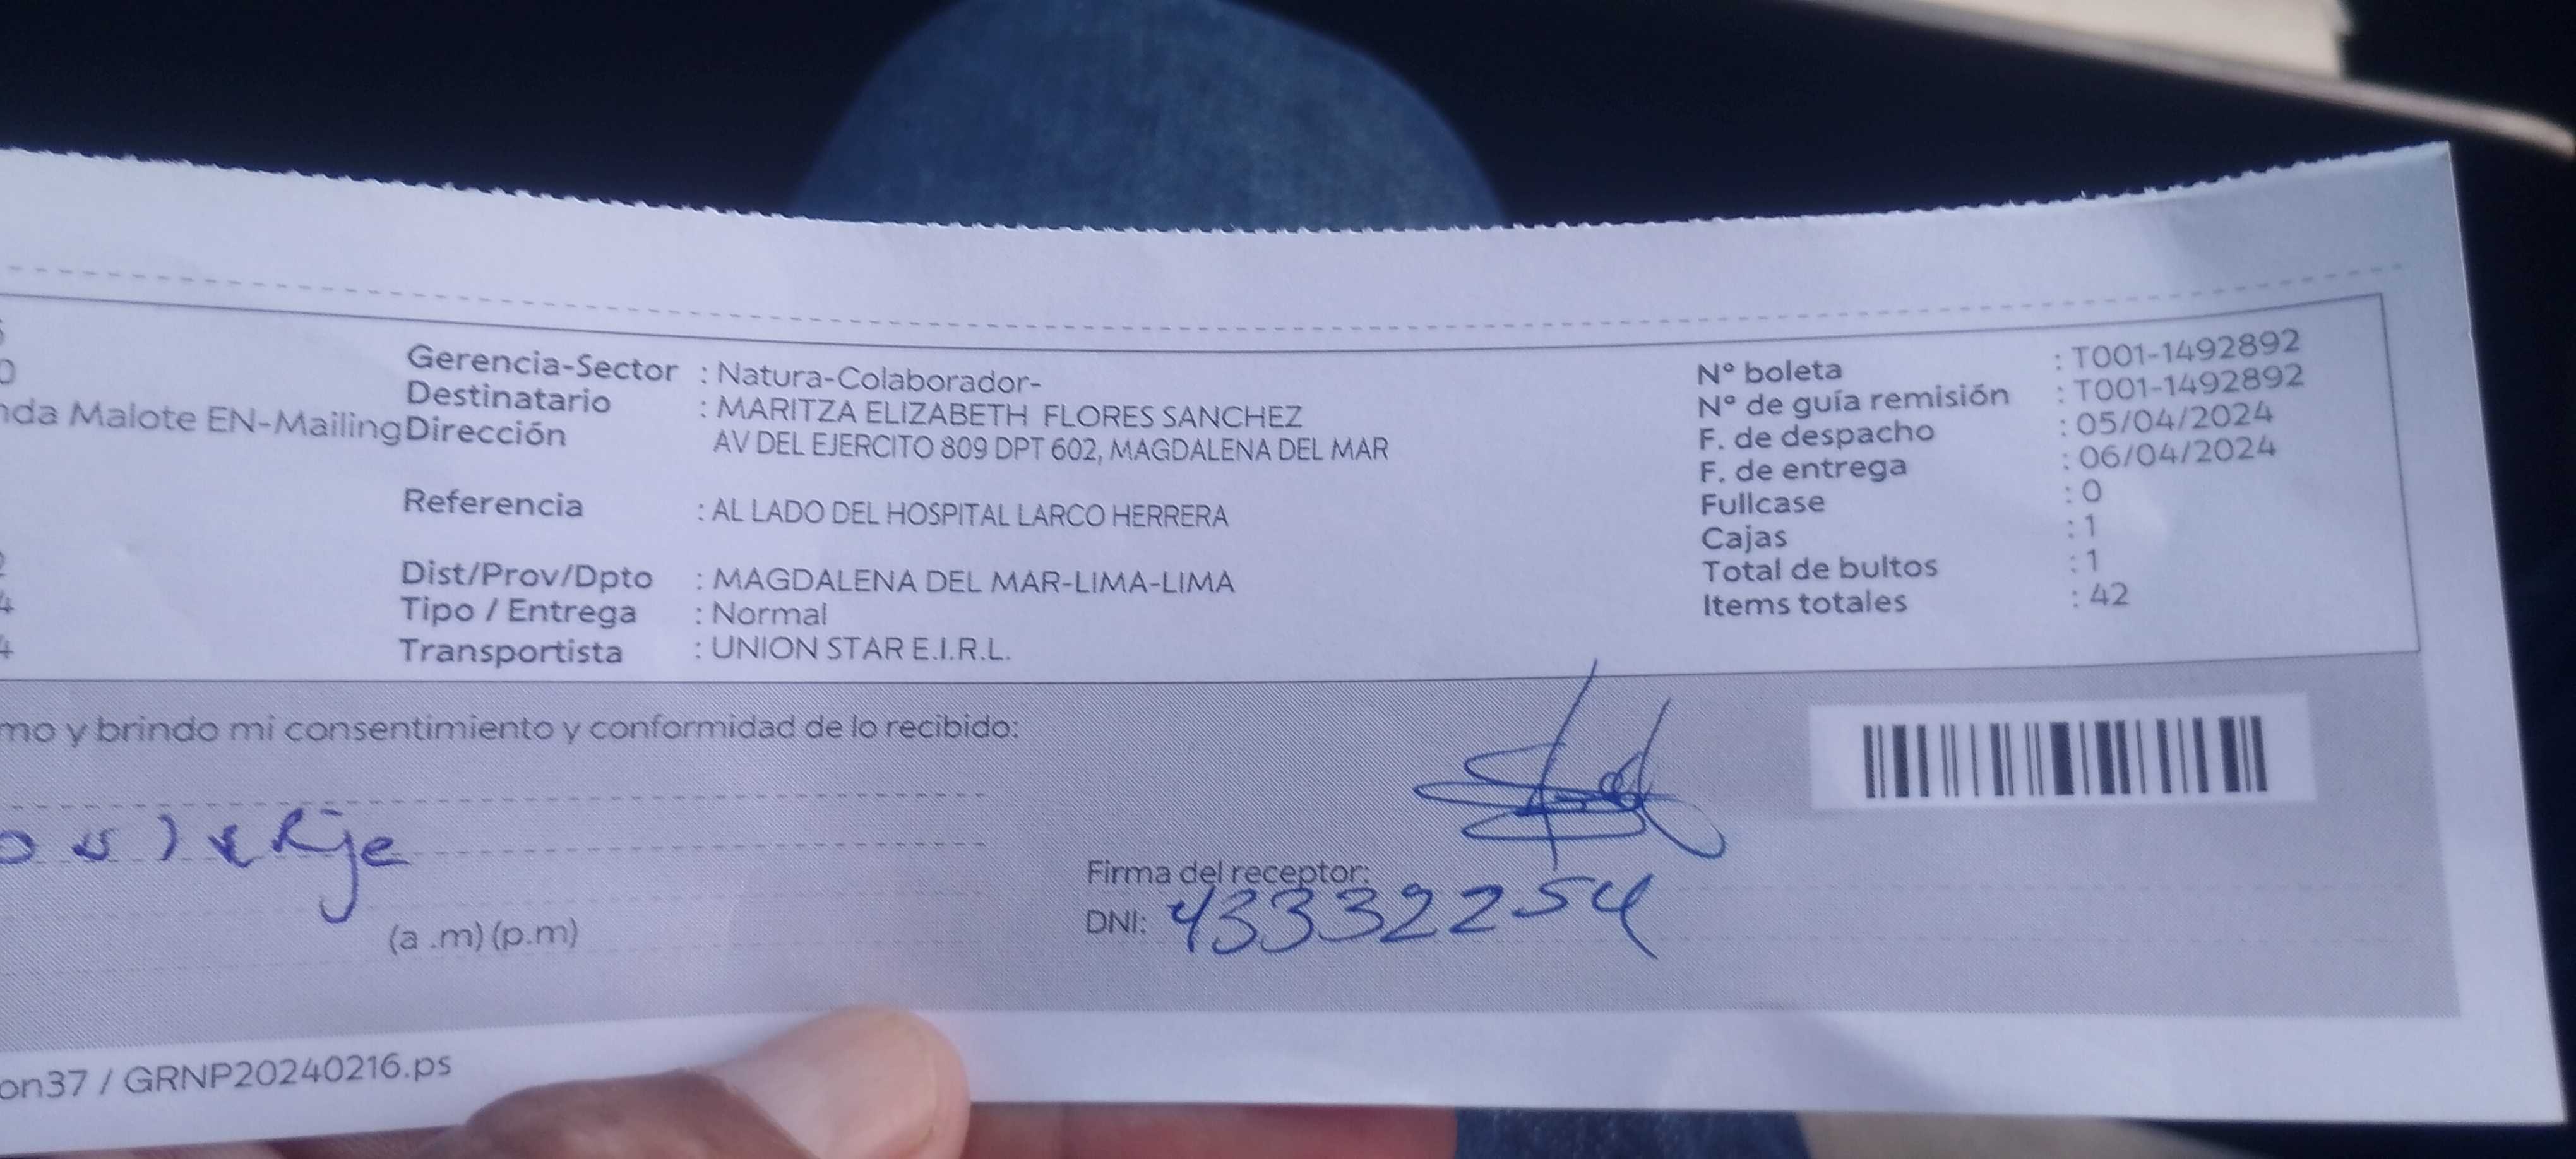 nda Malote EN-Mailing
Gerencia-Sector : Natura-Colaborador-
Destinatario : MARITZA ELIZABETH FLORES SANCHEZ
Dirección AV DEL EJERCITO 809 DPT 602, MAGDALENA DEL MAR
Referencia : AL LADO DEL HOSPITAL LARCO HERRERA
Dist/Prov/Dpto : MAGDALENA DEL MAR-LIMA-LIMA
Tipo / Entrega : Normal
Transportista : UNION STAR E.I.R.L.
N° boleta : T001-1492892
N° de guía remisión : T001-1492892
F. de despacho : 05/04/2024
F. de entrega : 06/04/2024
Fullcase : 0
Cajas : 1
Total de bultos : 1
Items totales : 42
mo y brindo mi consentimiento y conformidad de lo recibido:
(a .m) (p.m)
Firma del receptor:
DNI: 43332254
on37 / GRNP20240216.ps